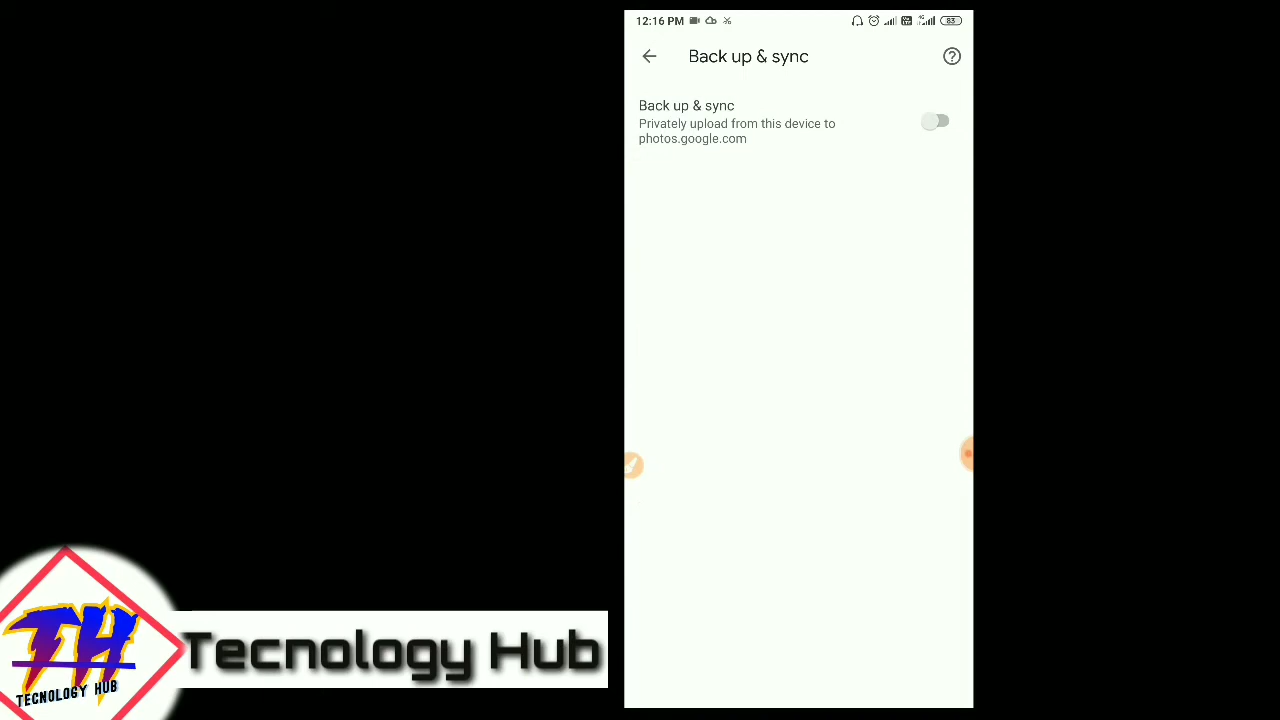 12:16 PM
83
Back up & sync
Back up & sync
Privately upload from this device to
photos.google.com
TH
TECNOLOGY HUB
Tecnology Hub